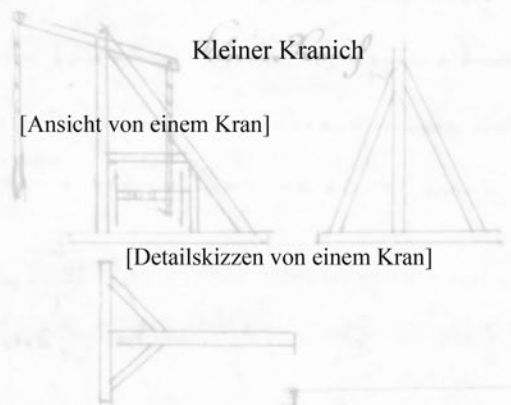 Kleiner Kranich
[Ansicht von einem Kran]
[Detailskizzen von einem Kran]